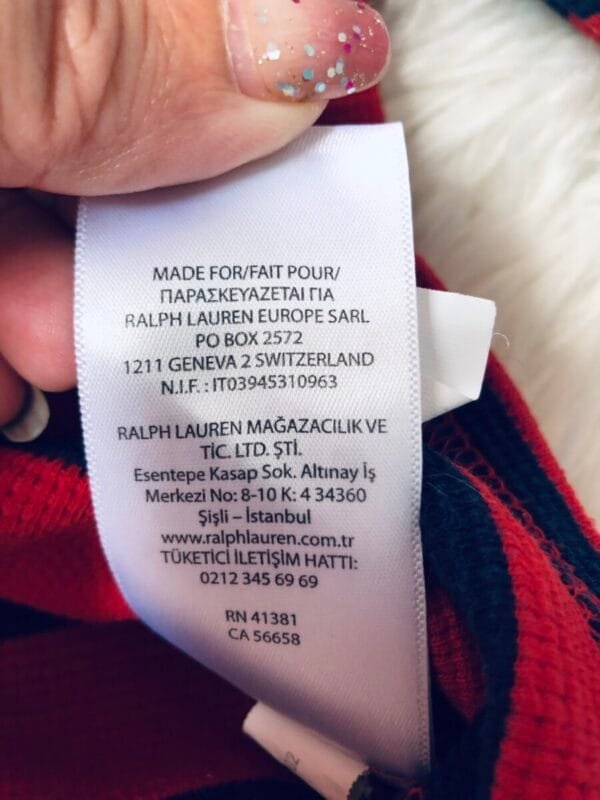 MADE FOR/FAIT POUR/
ΠΑΡΑΣΚΕΥΑΖΕΤΑΙ ΓΙΑ
RALPH LAUREN EUROPE SARL
PO BOX 2572
1211 GENEVA 2 SWITZERLAND
N.I.F. : IT03945310963
RALPH LAUREN MAĞAZACILIK VE
TİC. LTD. ŞTİ.
Esentepe Kasap Sok. Altınay İş
Merkezi No: 8-10 K: 4 34360
Şişli – İstanbul
www.ralphlauren.com.tr
TÜKETİCİ İLETİŞİM HATTI:
0212 345 69 69
RN 41381
CA 56658